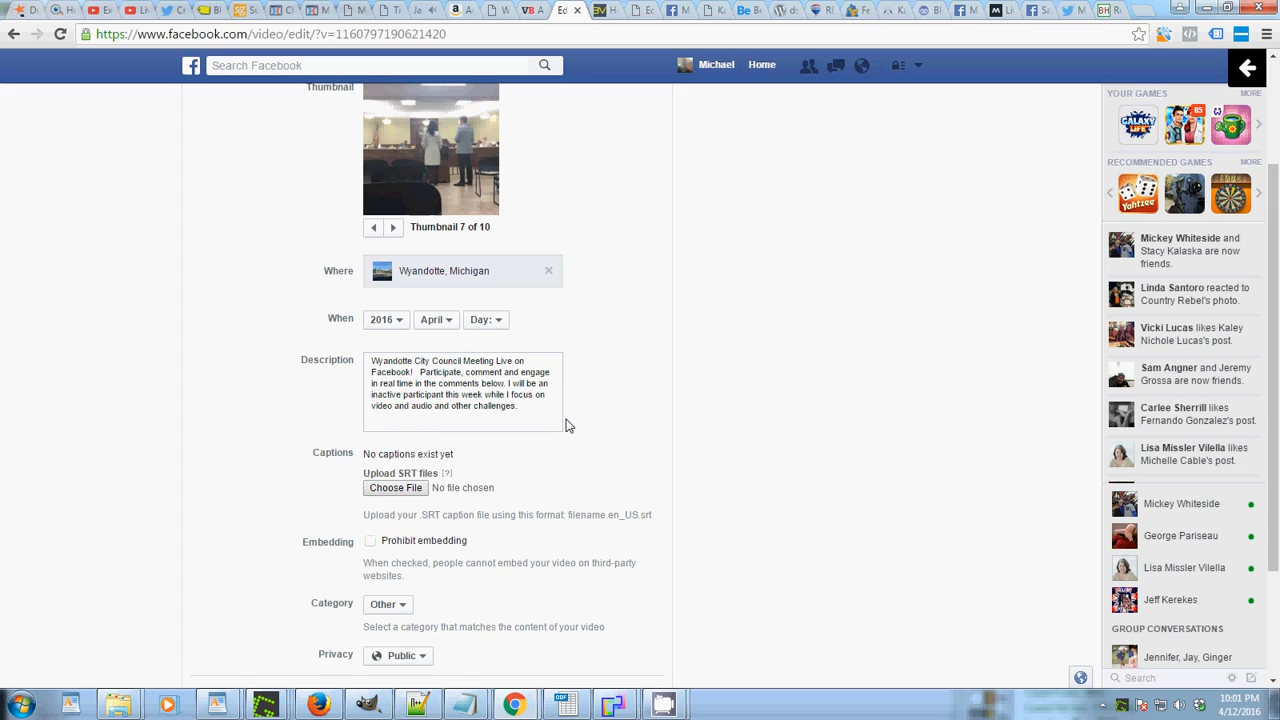 Ed
https://www.facebook.com/video/edit/?v=1160797190621420
Search Facebook
Michael
Home
Thumbnail
Thumbnail 7 of 10
Where
Wyandotte, Michigan
When
2016
April
Day:
Description
Wyandotte City Council Meeting Live on
Facebook! Participate, comment and engage
in real time in the comments below. I will be an
inactive participant this week while I focus on
video and audio and other challenges.
Captions
No captions exist yet
Upload SRT files [?]
Choose File No file chosen
Upload your .SRT caption file using this format: filename.en_US.srt
Embedding
Prohibit embedding
When checked, people cannot embed your video on third-party
websites.
Category
Other
Select a category that matches the content of your video
Privacy
Public
YOUR GAMES
MORE
GALAXY
LIFE
85
RECOMMENDED GAMES
MORE
YAHTZEE
Mickey Whiteside and
Stacy Kalaska are now
friends.
Linda Santoro reacted to
Country Rebel's photo.
Vicki Lucas likes Kaley
Nichole Lucas's post.
Sam Angner and Jeremy
Grossa are now friends.
Carlee Sherrill likes
Fernando Gonzalez's post.
Lisa Missler Vilella likes
Michelle Cable's post.
Mickey Whiteside
George Pariseau
Lisa Missler Vilella
Jeff Kerekes
GROUP CONVERSATIONS
Jennifer, Jay, Ginger
Search
10:01 PM
4/12/2016